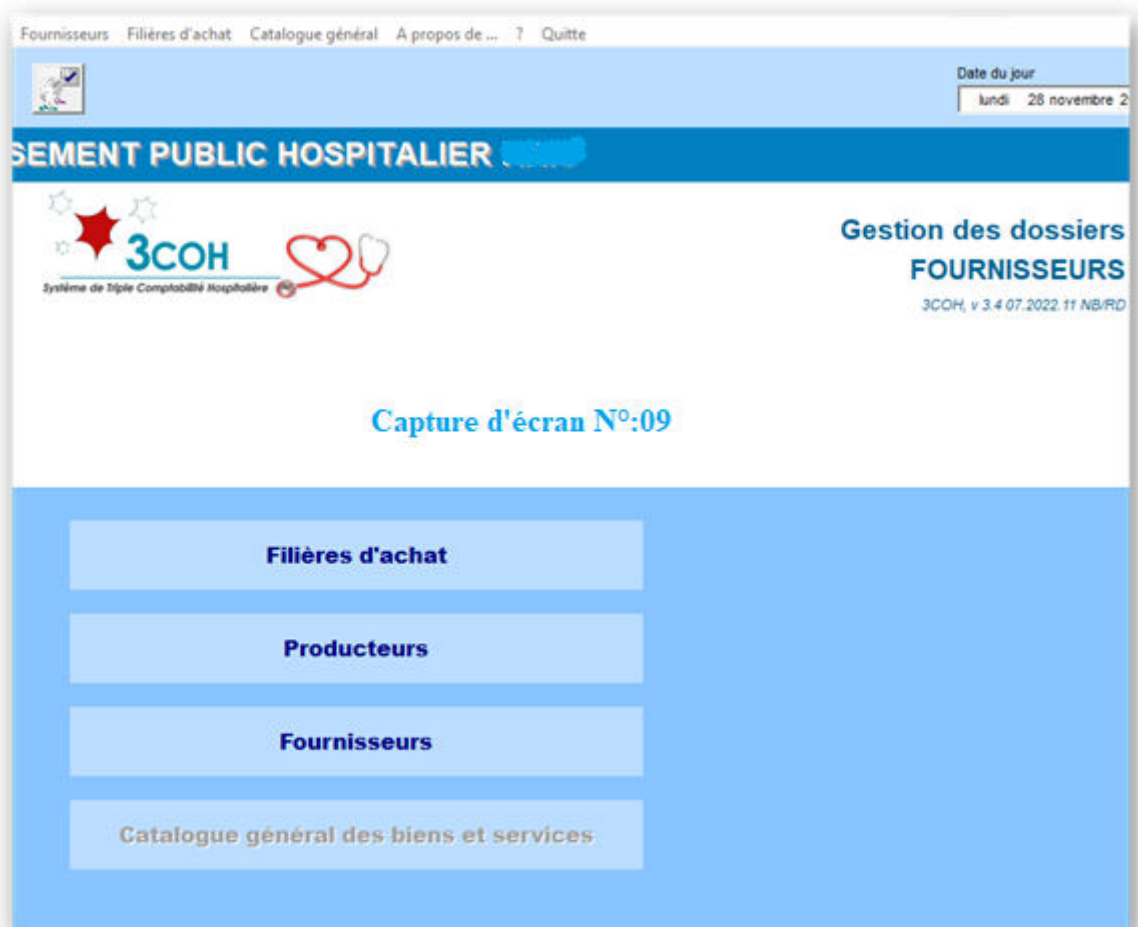 Fournisseurs Filières d'achat Catalogue général A propos de ... ? Quitte
Date du jour
lundi 28 novembre 2
SEMENT PUBLIC HOSPITALIER
3COH
Système de Triple Comptabilité Hospitalière
Gestion des dossiers
FOURNISSEURS
3COH, v 3.4 07.2022.11 NB/RD
Capture d'écran N°:09
Filières d'achat
Producteurs
Fournisseurs
Catalogue général des biens et services